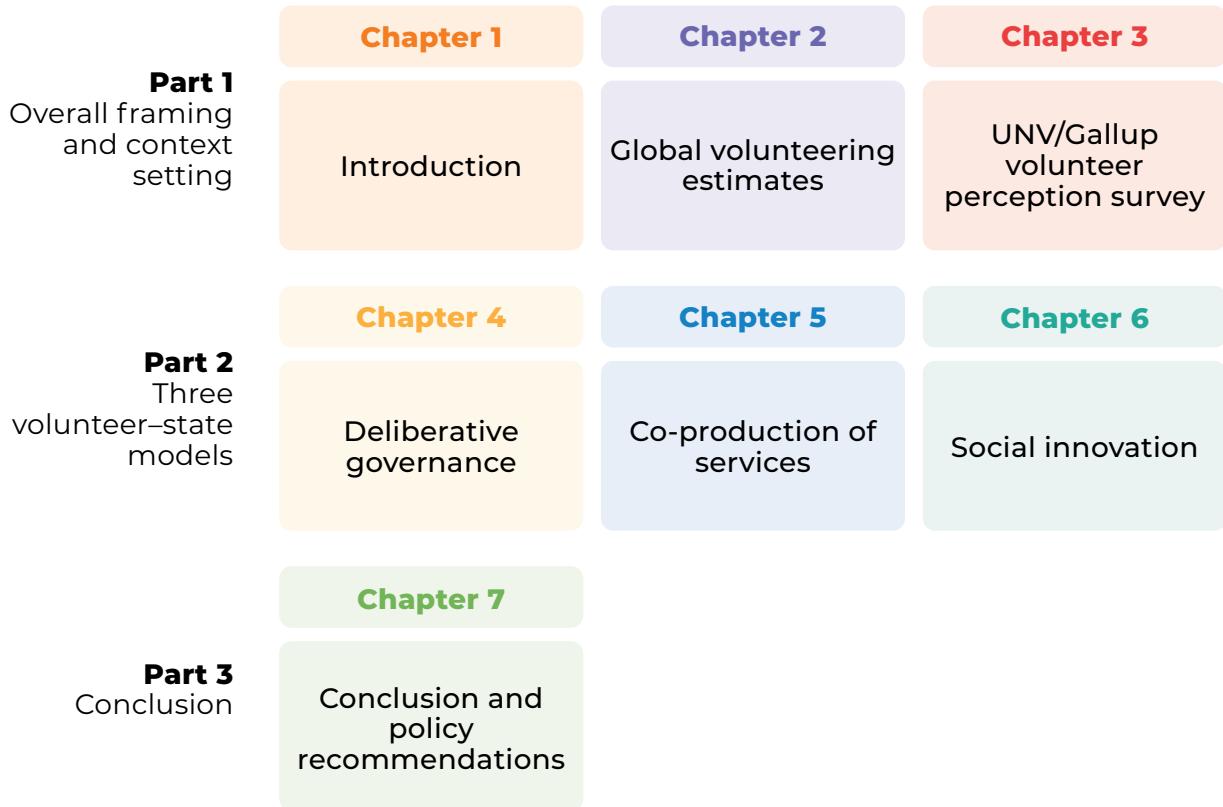 Part 1
Overall framing
and context
setting
Chapter 1
Introduction
Chapter 2
Global volunteering
estimates
Chapter 3
UNV/Gallup
volunteer
perception survey
Part 2
Three
volunteer–state
models
Chapter 4
Deliberative
governance
Chapter 5
Co-production of
services
Chapter 6
Social innovation
Part 3
Conclusion
Chapter 7
Conclusion and
policy
recommendations